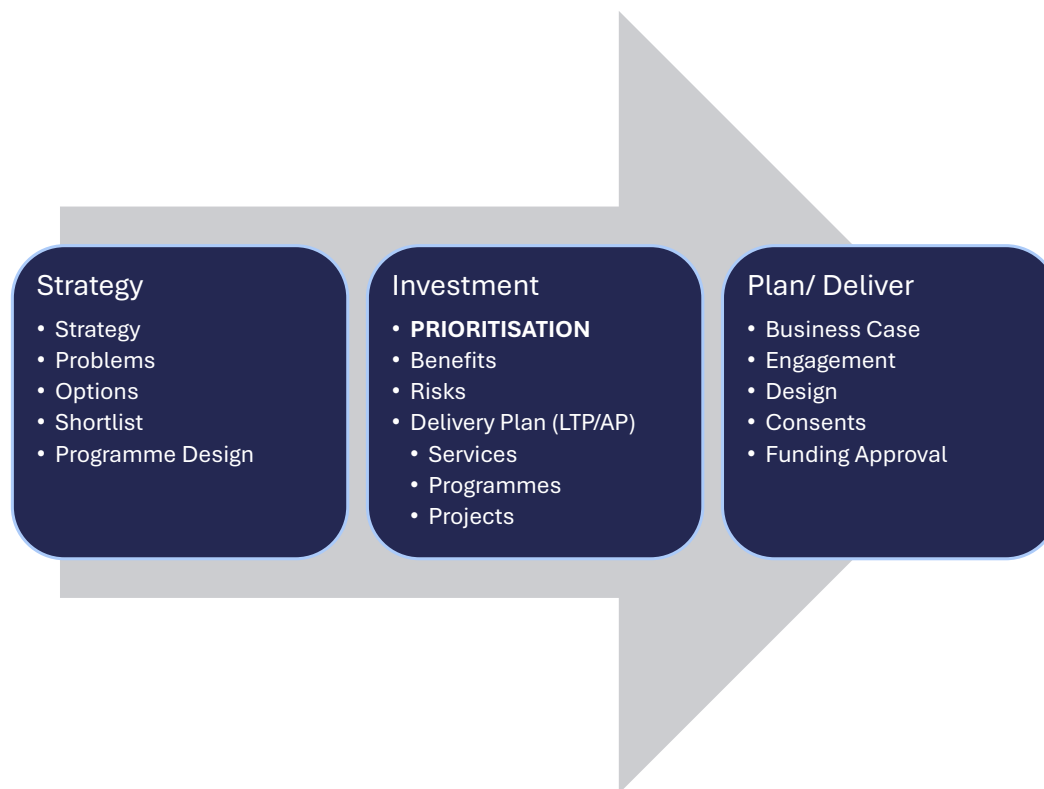 Strategy
• Strategy
• Problems
• Options
• Shortlist
• Programme Design
Investment
• PRIORITISATION
• Benefits
• Risks
• Delivery Plan (LTP/AP)
• Services
• Programmes
• Projects
Plan/ Deliver
• Business Case
• Engagement
• Design
• Consents
• Funding Approval